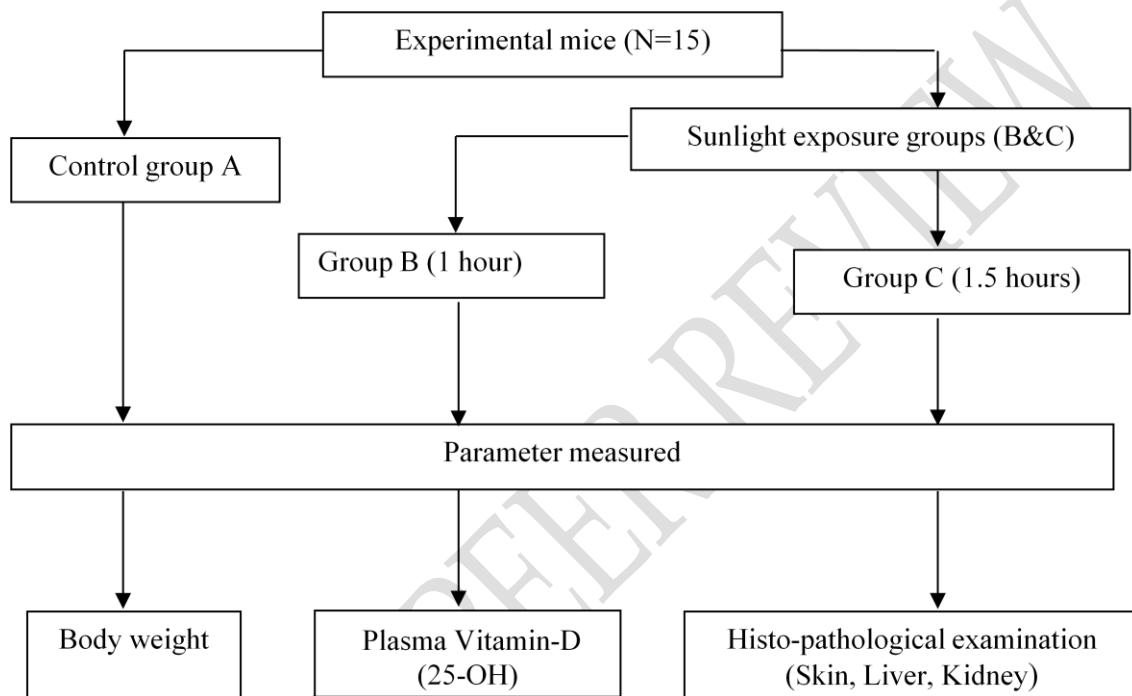 Experimental mice (N=15)
Sunlight exposure groups (B&C)
Control group A
Group B (1 hour)
Group C (1.5 hours)
Parameter measured
Body weight
Plasma Vitamin-D
(25-OH)
Histo-pathological examination
(Skin, Liver, Kidney)
PEER REVIEW